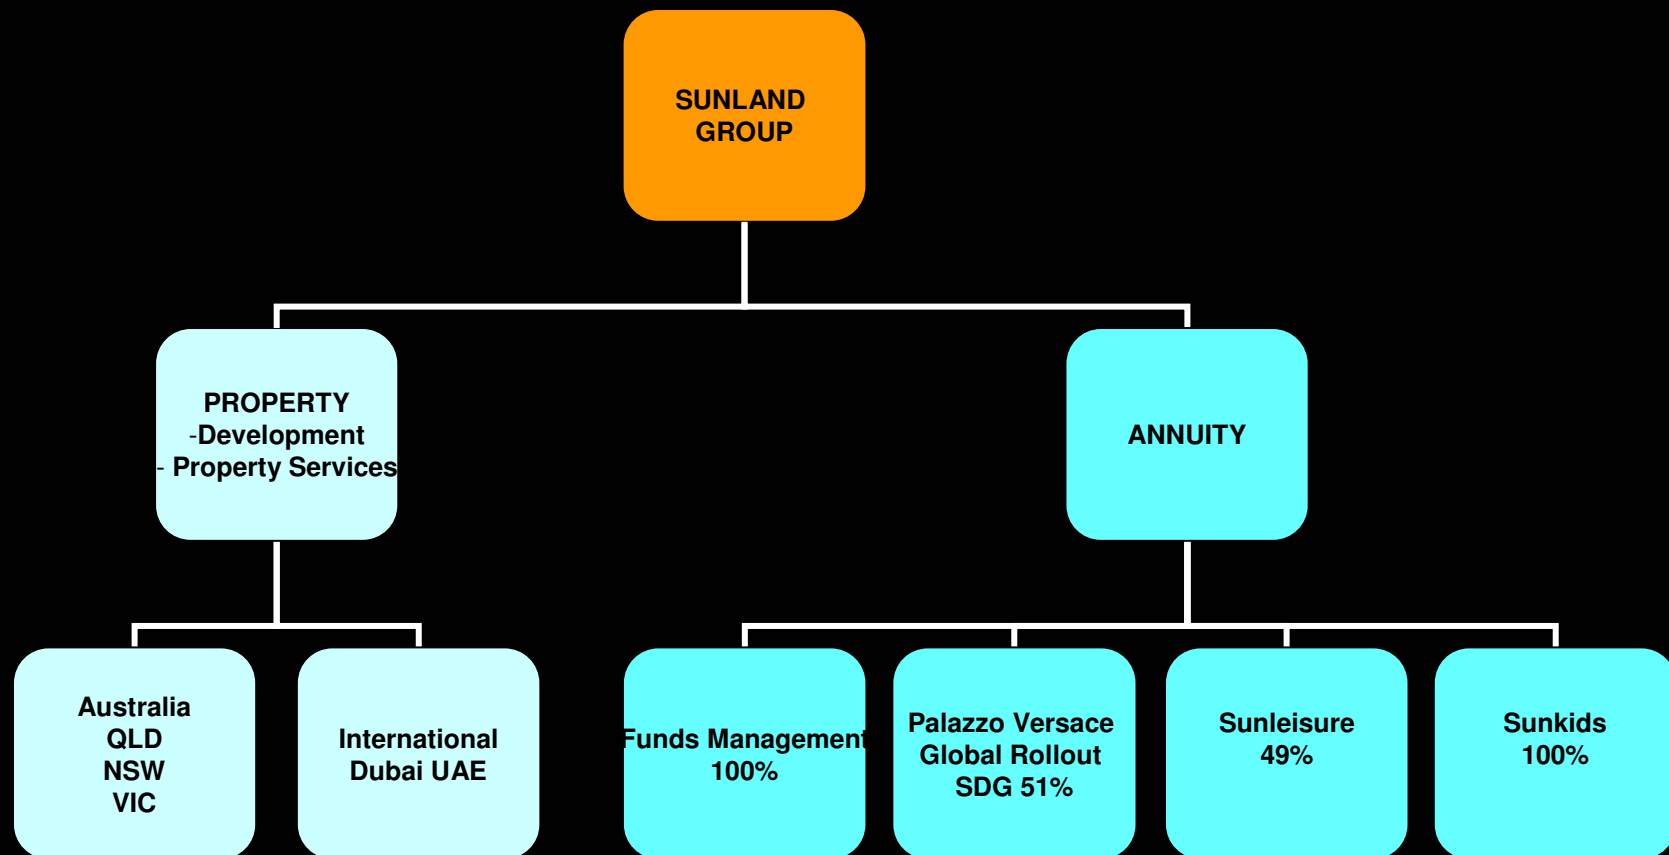 SUNLAND
GROUP
PROPERTY
-Development
- Property Services
ANNUITY
Australia
QLD
NSW
VIC
International
Dubai UAE
Funds Management
100%
Palazzo Versace
Global Rollout
SDG 51%
Sunleisure
49%
Sunkids
100%